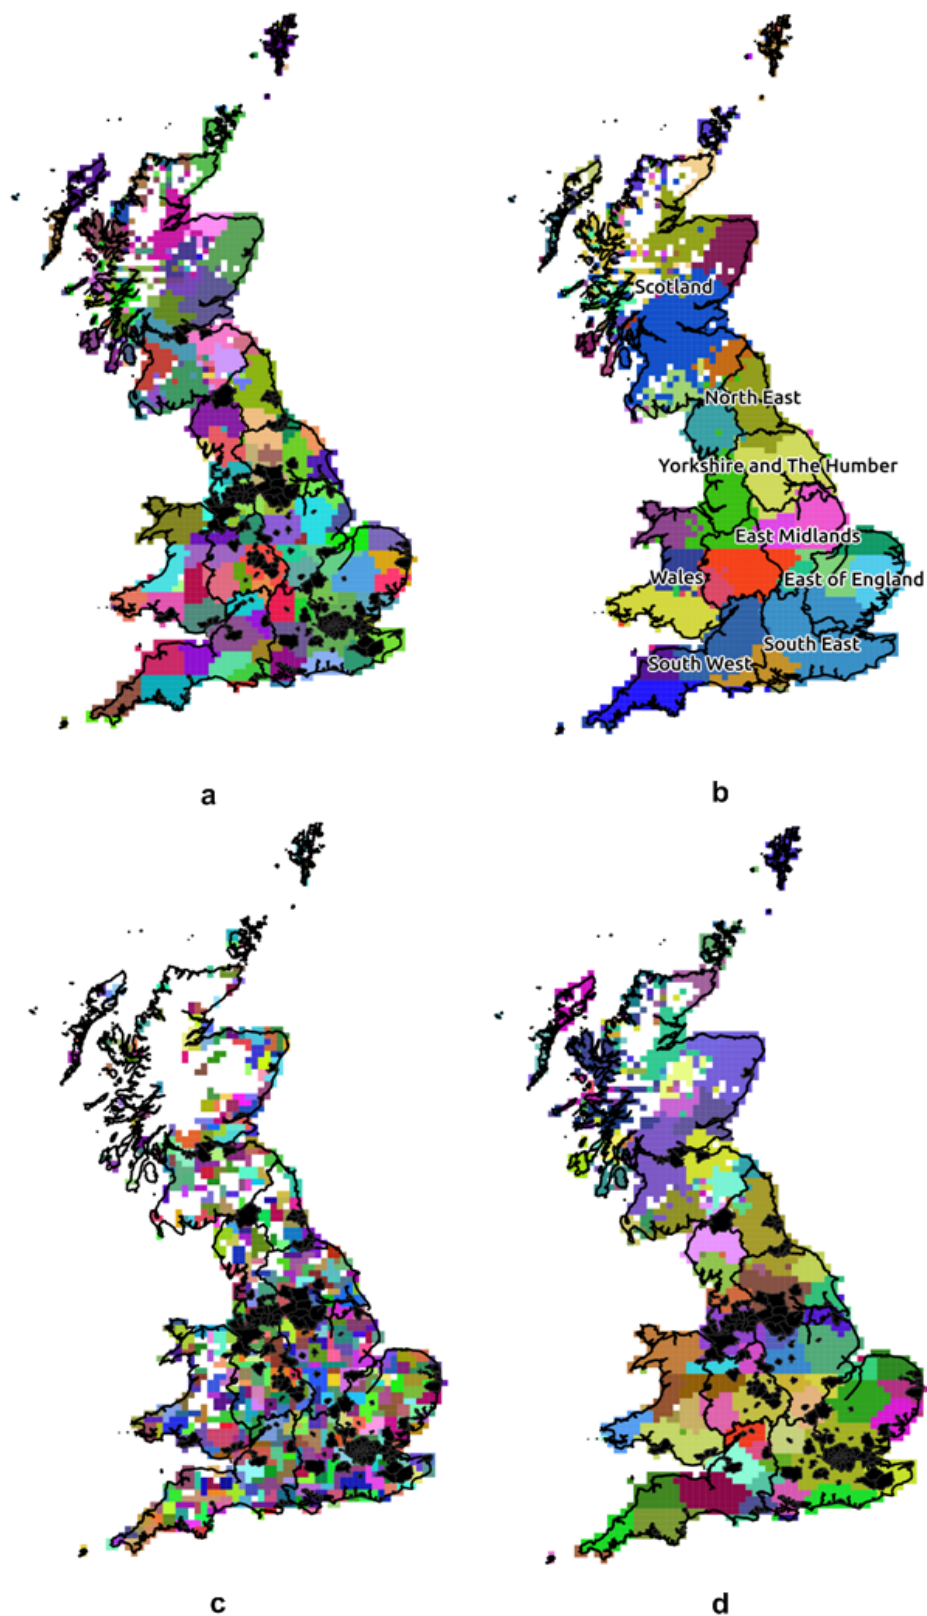 Scotland
North East
Yorkshire and The Humber
East Midlands
Wales
East of England
South East
South West
a
b
c
d